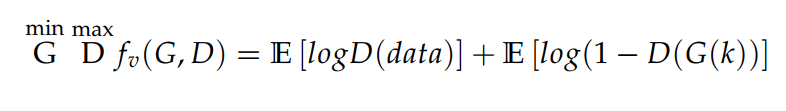 min max
G D f_v(G, D) = 𝔼 [logD(data)] + 𝔼 [log(1 − D(G(k))]